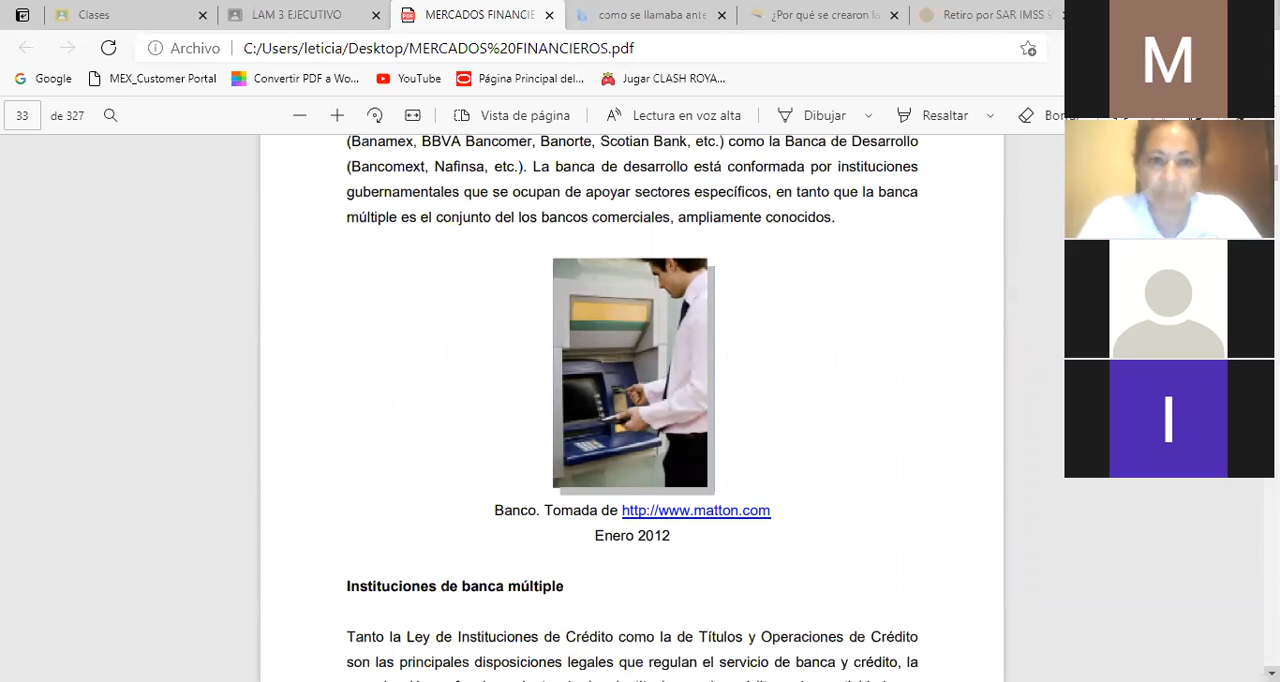 Clases
LAM 3 EJECUTIVO
MERCADOS FINANCIE
como se llamaba ante
¿Por qué se crearon la
Retiro por SAR IMSS 9
Archivo C:/Users/leticia/Desktop/MERCADOS%20FINANCIEROS.pdf
Google MEX_Customer Portal Convertir PDF a Wo... YouTube Página Principal del... Jugar CLASH ROYA...
33 de 327 Vista de página Lectura en voz alta Dibujar Resaltar Bor
(Banamex, BBVA Bancomer, Banorte, Scotian Bank, etc.) como la Banca de Desarrollo
(Bancomext, Nafinsa, etc.). La banca de desarrollo está conformada por instituciones
gubernamentales que se ocupan de apoyar sectores específicos, en tanto que la banca
múltiple es el conjunto del los bancos comerciales, ampliamente conocidos.
Banco. Tomada de http://www.matton.com
Enero 2012
Instituciones de banca múltiple
Tanto la Ley de Instituciones de Crédito como la de Títulos y Operaciones de Crédito
son las principales disposiciones legales que regulan el servicio de banca y crédito, la
M
I